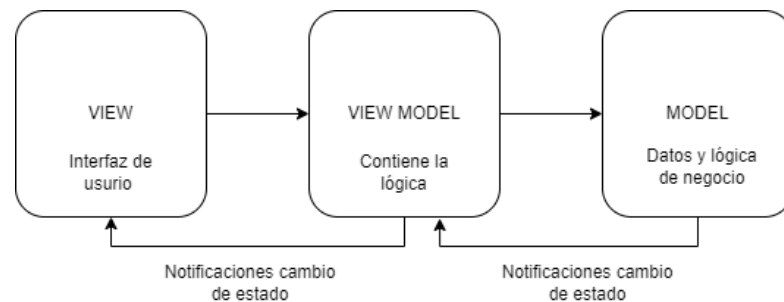 VIEW
Interfaz de
usurio
VIEW MODEL
Contiene la
lógica
MODEL
Datos y lógica
de negocio
Notificaciones cambio
de estado
Notificaciones cambio
de estado